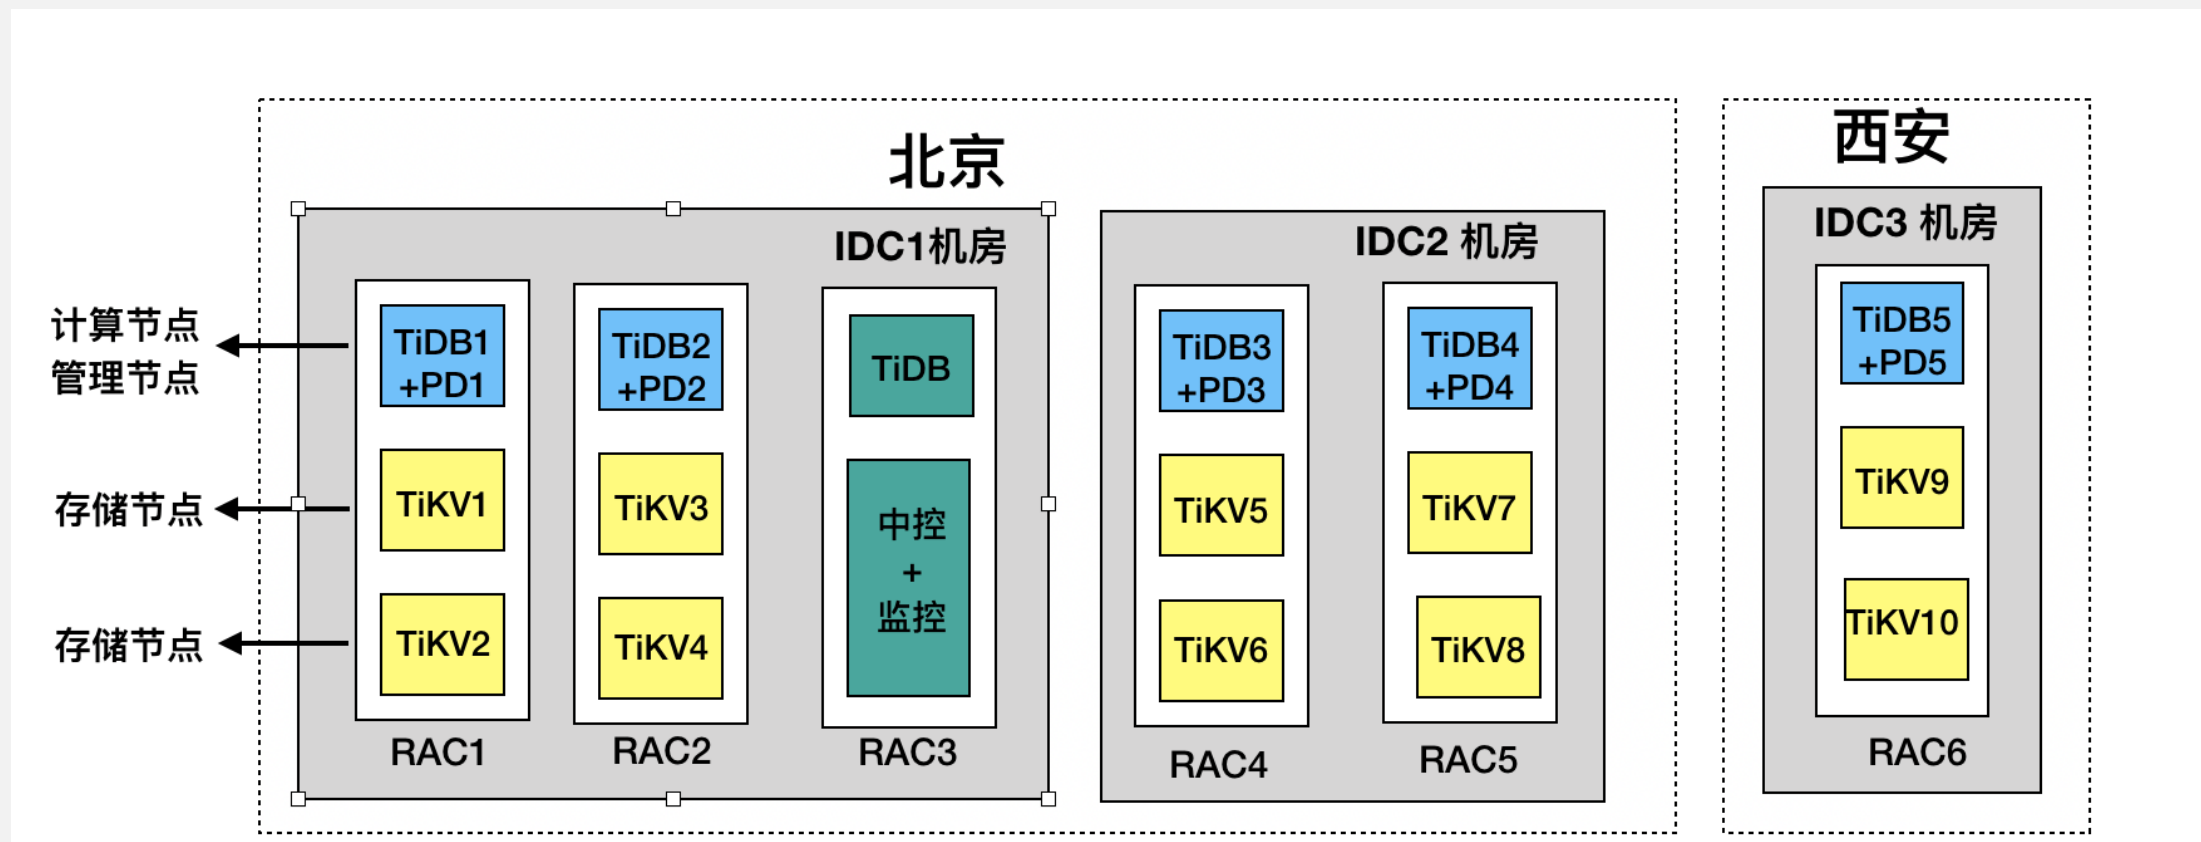 北京
西安
IDC1机房
IDC2 机房
IDC3 机房
计算节点
管理节点
存储节点
存储节点
TiDB1
+PD1
TiKV1
TiKV2
RAC1
TiDB2
+PD2
TiKV3
TiKV4
RAC2
TiDB
中控
+
监控
RAC3
TiDB3
+PD3
TiKV5
TiKV6
RAC4
TiDB4
+PD4
TiKV7
TiKV8
RAC5
TiDB5
+PD5
TiKV9
TiKV10
RAC6